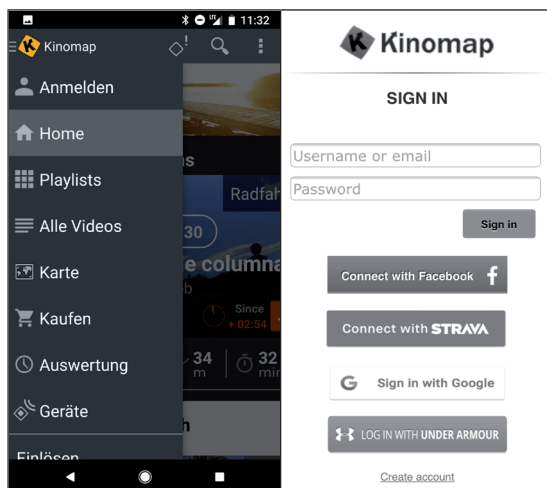 11:32
Kinomap
Anmelden
Home
Playlists
Alle Videos
Karte
Kaufen
Auswertung
Geräte
Einlösen
Radfah
30
e columna
Since
+ 02:54
34
m
32
min
Kinomap
SIGN IN
Username or email
Password
Sign in
Connect with Facebook f
Connect with STRAVA
G Sign in with Google
LOG IN WITH UNDER ARMOUR
Create account